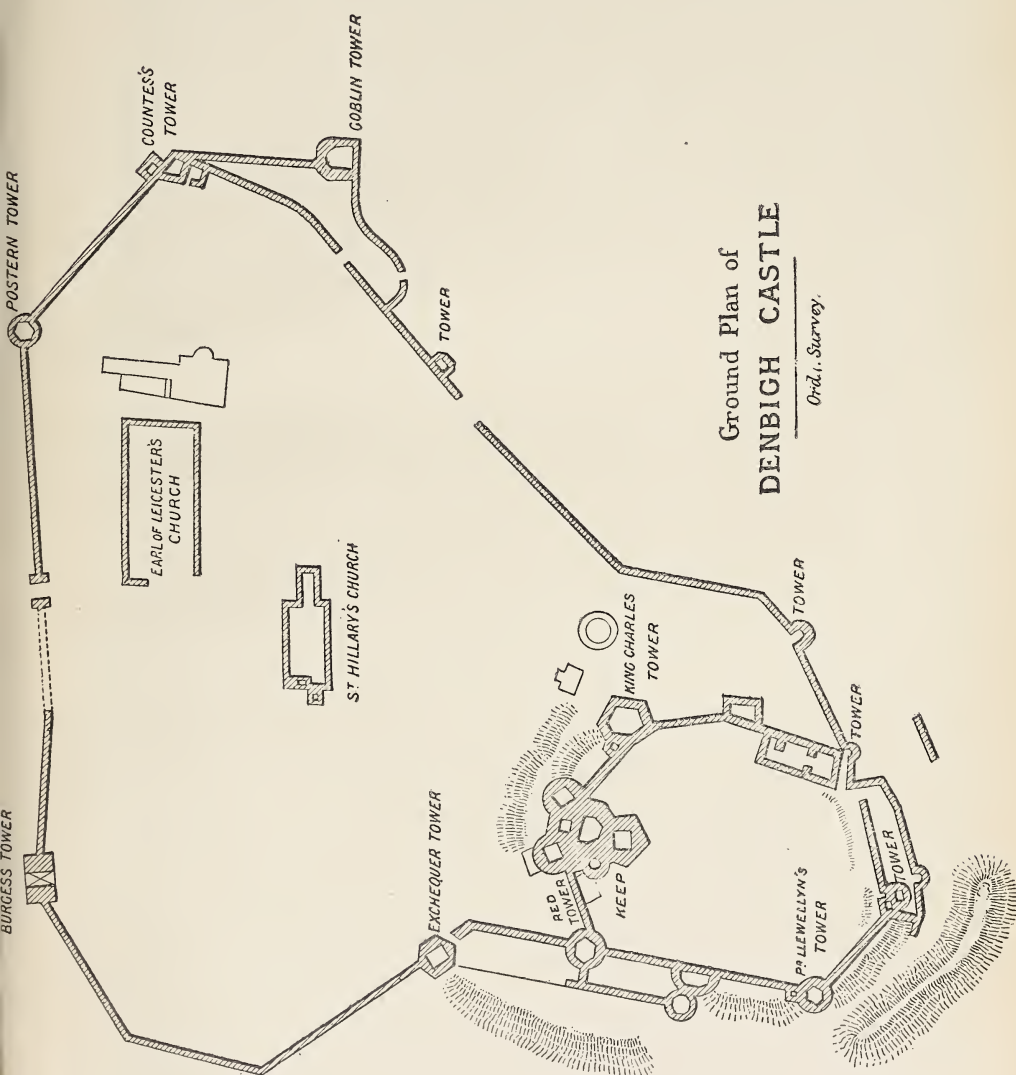 POSTERN TOWER
COUNTES'S
TOWER
GOBLIN TOWER
BURGESS TOWER
EARL OF LEICESTER'S
CHURCH
ST HILLARY'S CHURCH
TOWER
EXCHEQUER TOWER
KING CHARLES
TOWER
TOWER
TOWER
RED
TOWER
KEEP
TOWER
PR LLEWELLYN'S
TOWER
Ground Plan of
DENBIGH CASTLE
Ord. Survey.